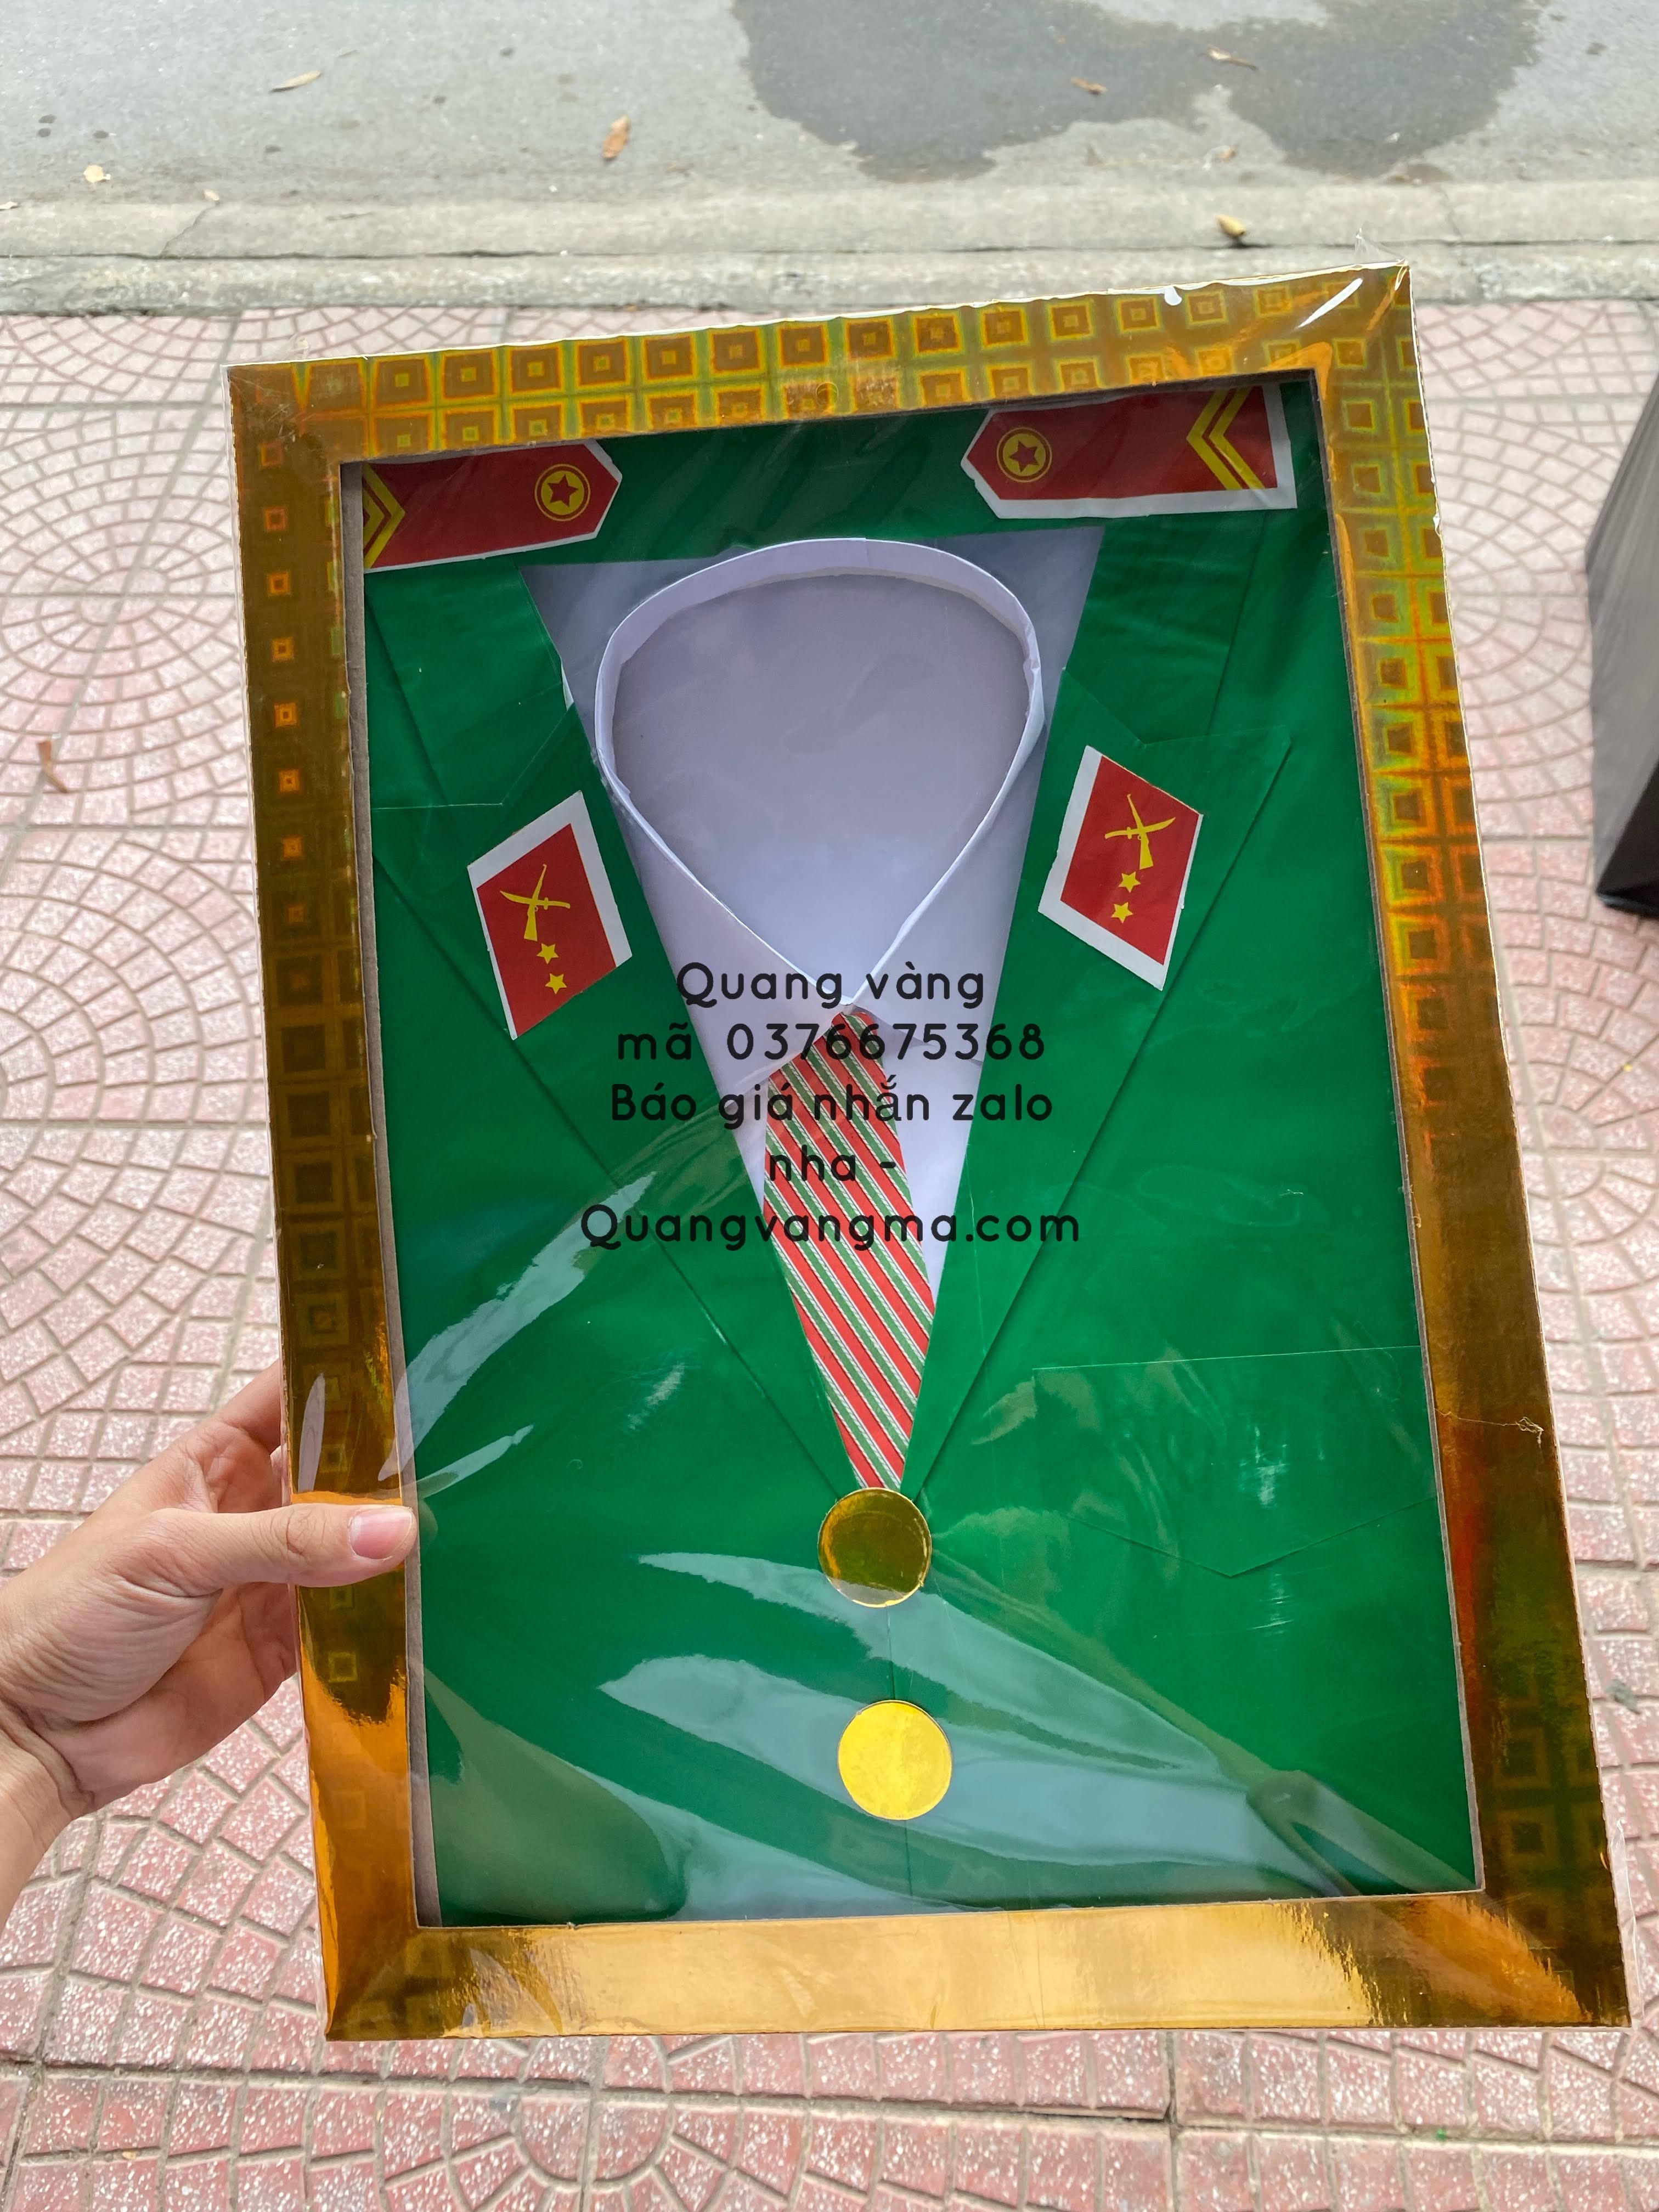 Quang vàng
mã 0376675368
Báo giá nhắn zalo
nha -
Quangvangma.com